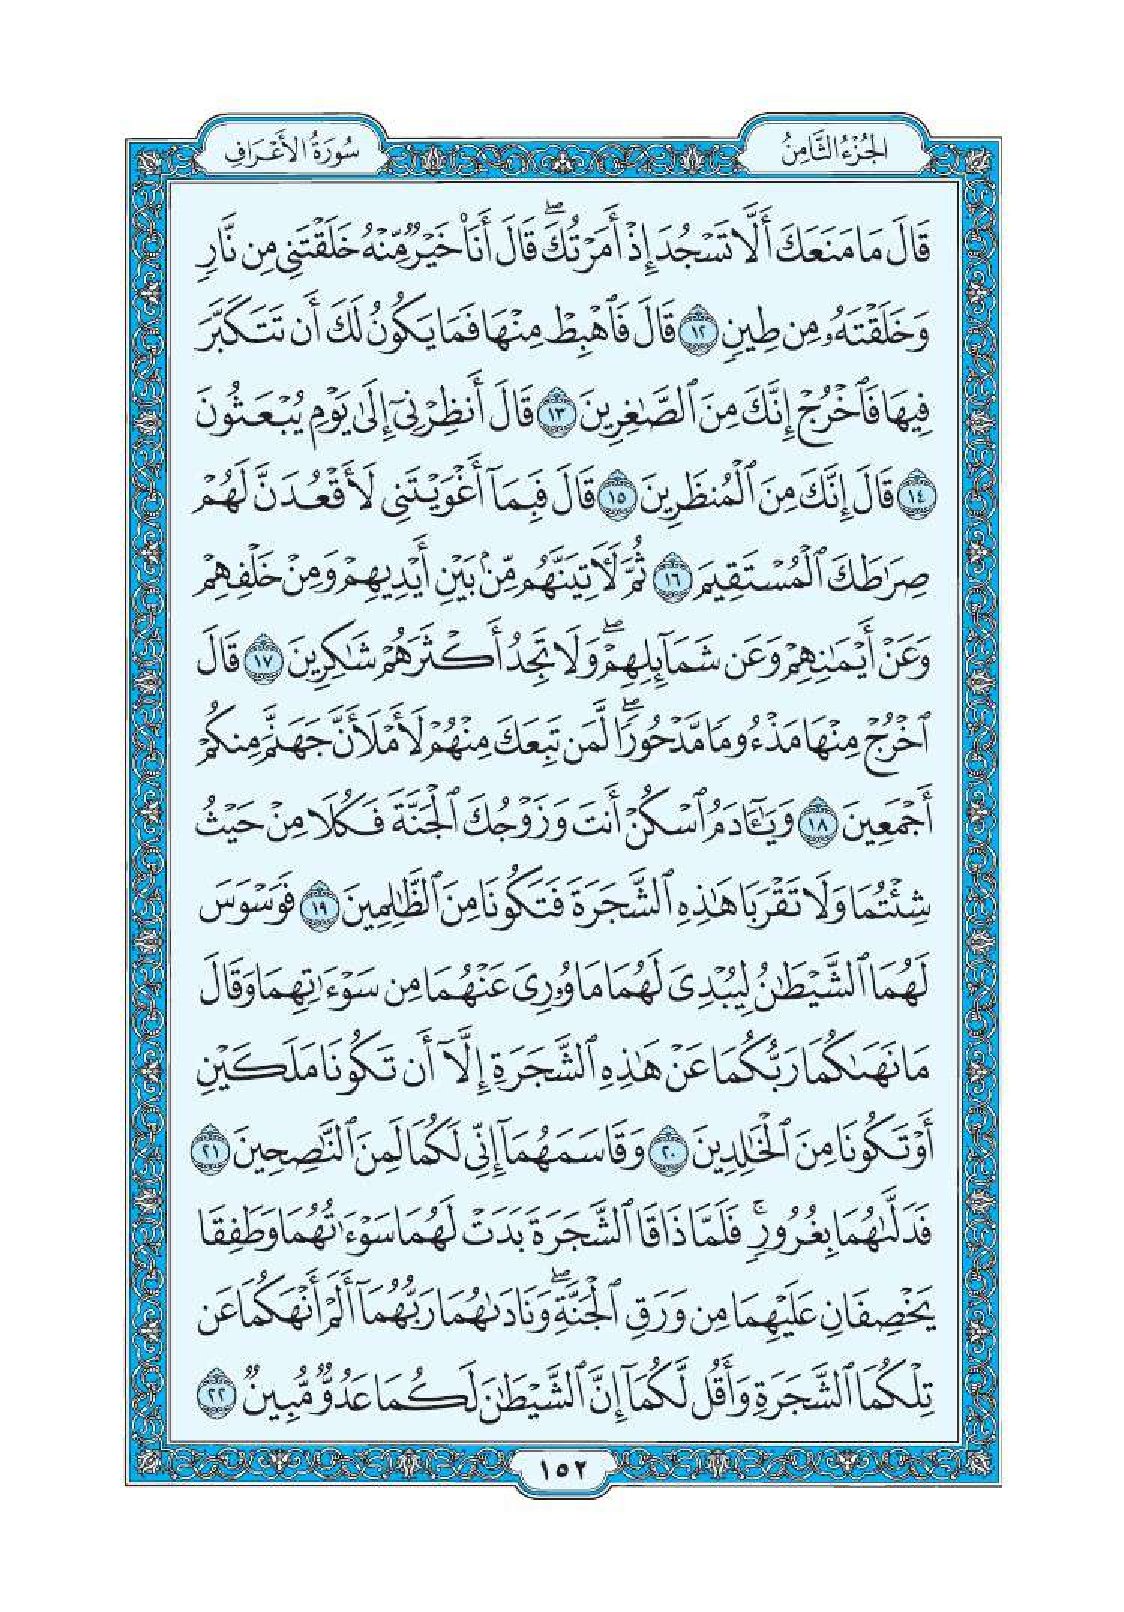 الجُزْءُ الثَّامِنُ
سُورَةُ الأَعْرَافِ
قَالَ مَا مَنَعَكَ أَلَّا تَسْجُدَ إِذْ أَمَرْتُكَۖ قَالَ أَنَا۠ خَيْرٌ مِّنْهُ خَلَقْتَنِى مِن نَّارٍ
وَخَلَقْتَهُۥ مِن طِينٍ ١٢ قَالَ فَٱهْبِطْ مِنْهَا فَمَا يَكُونُ لَكَ أَن تَتَكَبَّرَ
فِيهَا فَٱخْرُجْ إِنَّكَ مِنَ ٱلصَّٰغِرِينَ ١٣ قَالَ أَنظِرْنِىٓ إِلَىٰ يَوْمِ يُبْعَثُونَ
١٤ قَالَ إِنَّكَ مِنَ ٱلْمُنظَرِينَ ١٥ قَالَ فَبِمَآ أَغْوَيْتَنِى لَأَقْعُدَنَّ لَهُمْ
صِرَٰطَكَ ٱلْمُسْتَقِيمَ ١٦ ثُمَّ لَأٓتِيَنَّهُم مِّنۢ بَيْنِ أَيْدِيهِمْ وَمِنْ خَلْفِهِمْ
وَعَنْ أَيْمَٰنِهِمْ وَعَن شَمَآئِلِهِمْۖ وَلَا تَجِدُ أَكْثَرَهُمْ شَٰكِرِينَ ١٧ قَالَ
ٱخْرُجْ مِنْهَا مَذْءُومًا مَّدْحُورًاۖ لَّمَن تَبِعَكَ مِنْهُمْ لَأَمْلَأَنَّ جَهَنَّمَ مِنكُمْ
أَجْمَعِينَ ١٨ وَيَٰٓـَٔادَمُ ٱسْكُنْ أَنتَ وَزَوْجُكَ ٱلْجَنَّةَ فَكُلَا مِنْ حَيْثُ
شِئْتُمَا وَلَا تَقْرَبَا هَٰذِهِ ٱلشَّجَرَةَ فَتَكُونَا مِنَ ٱلظَّٰلِمِينَ ١٩ فَوَسْوَسَ
لَهُمَا ٱلشَّيْطَٰنُ لِيُبْدِىَ لَهُمَا مَا وُۥرِىَ عَنْهُمَا مِن سَوْءَٰتِهِمَا وَقَالَ
مَا نَهَىٰكُمَا رَبُّكُمَا عَنْ هَٰذِهِ ٱلشَّجَرَةِ إِلَّآ أَن تَكُونَا مَلَكَيْنِ
أَوْ تَكُونَا مِنَ ٱلْخَٰلِدِينَ ٢٠ وَقَاسَمَهُمَآ إِنِّى لَكُمَا لَمِنَ ٱلنَّٰصِحِينَ ٢١
فَدَلَّىٰهُمَا بِغُرُورٍۚ فَلَمَّا ذَاقَا ٱلشَّجَرَةَ بَدَتْ لَهُمَا سَوْءَٰتُهُمَا وَطَفِقَا
يَخْصِفَانِ عَلَيْهِمَا مِن وَرَقِ ٱلْجَنَّةِۖ وَنَادَىٰهُمَا رَبُّهُمَآ أَلَمْ أَنْهَكُمَا عَن
تِلْكُمَا ٱلشَّجَرَةِ وَأَقُل لَّكُمَآ إِنَّ ٱلشَّيْطَٰنَ لَكُمَا عَدُوٌّ مُّبِينٌ ٢٢
١٥٢